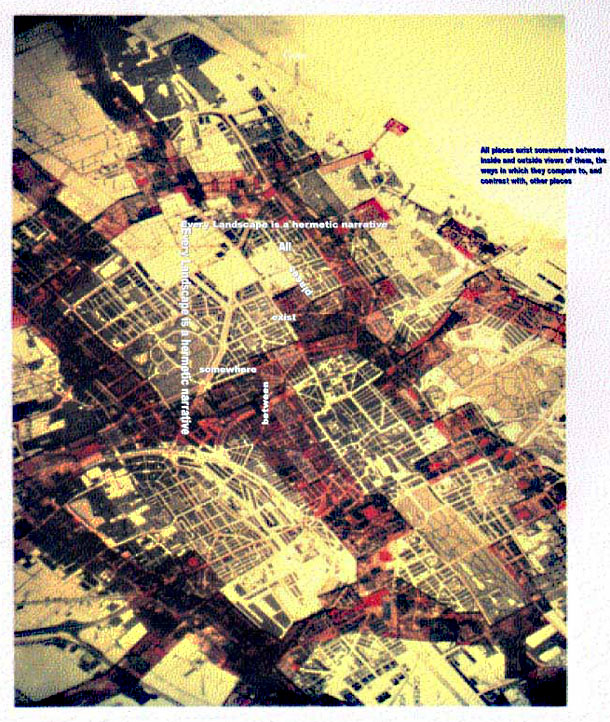 All places exist somewhere between
inside and outside views of them, the
ways in which they compare to, and
contrast with, other places
Every Landscape is a hermetic narrative
All
places
exist
somewhere
between
Every Landscape is a hermetic narrative